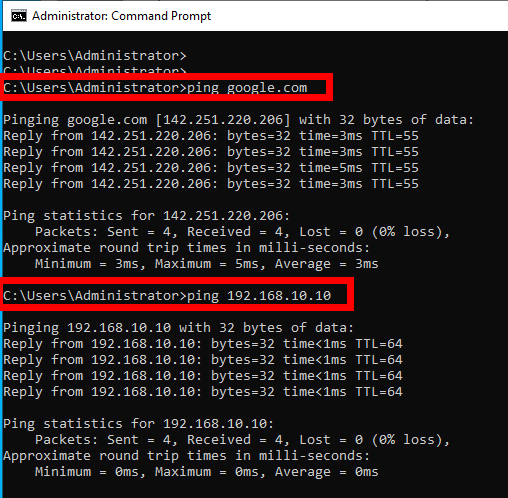 Administrator: Command Prompt
C:\Users\Administrator>
C:\Users\Administrator>
C:\Users\Administrator>ping google.com
Pinging google.com [142.251.220.206] with 32 bytes of data:
Reply from 142.251.220.206: bytes=32 time=3ms TTL=55
Reply from 142.251.220.206: bytes=32 time=3ms TTL=55
Reply from 142.251.220.206: bytes=32 time=5ms TTL=55
Reply from 142.251.220.206: bytes=32 time=3ms TTL=55
Ping statistics for 142.251.220.206:
Packets: Sent = 4, Received = 4, Lost = 0 (0% loss),
Approximate round trip times in milli-seconds:
Minimum = 3ms, Maximum = 5ms, Average = 3ms
C:\Users\Administrator>ping 192.168.10.10
Pinging 192.168.10.10 with 32 bytes of data:
Reply from 192.168.10.10: bytes=32 time<1ms TTL=64
Reply from 192.168.10.10: bytes=32 time<1ms TTL=64
Reply from 192.168.10.10: bytes=32 time<1ms TTL=64
Reply from 192.168.10.10: bytes=32 time<1ms TTL=64
Ping statistics for 192.168.10.10:
Packets: Sent = 4, Received = 4, Lost = 0 (0% loss),
Approximate round trip times in milli-seconds:
Minimum = 0ms, Maximum = 0ms, Average = 0ms